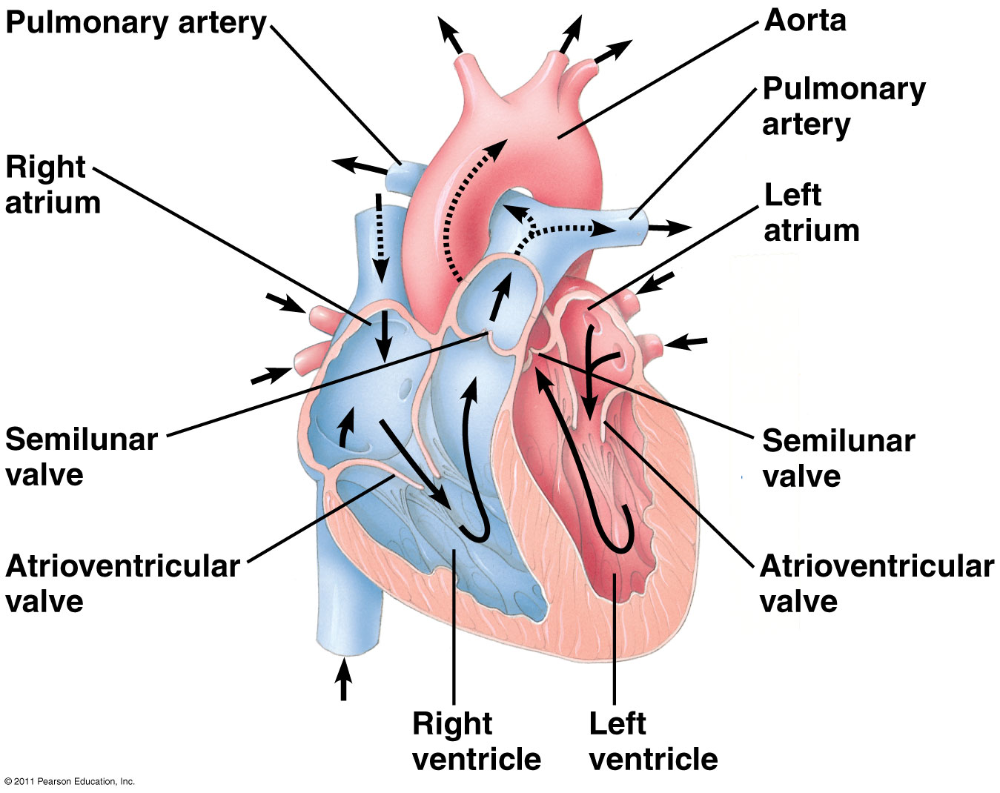 Pulmonary artery
Aorta
Pulmonary
artery
Right
atrium
Left
atrium
Semilunar
valve
Semilunar
valve
Atrioventricular
valve
Atrioventricular
valve
Right
ventricle
Left
ventricle
© 2011 Pearson Education, Inc.